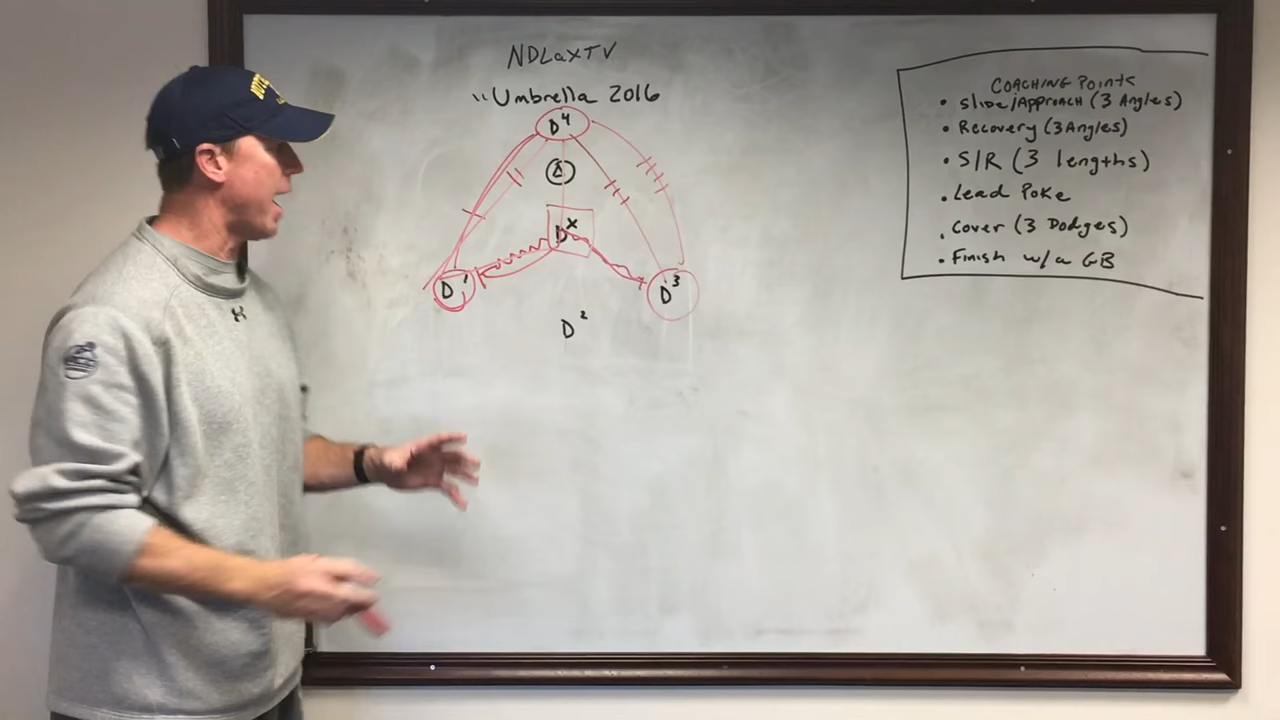 NDLaxTV
"Umbrella 2016
D4
Δ
DX
D1
D3
D2
COACHING POINTS
• Slide/APPROACH (3 Angles)
• Recovery (3 Angles)
• S/R (3 lengths)
• Lead Poke
• Cover (3 Dodges)
• Finish w/a GB